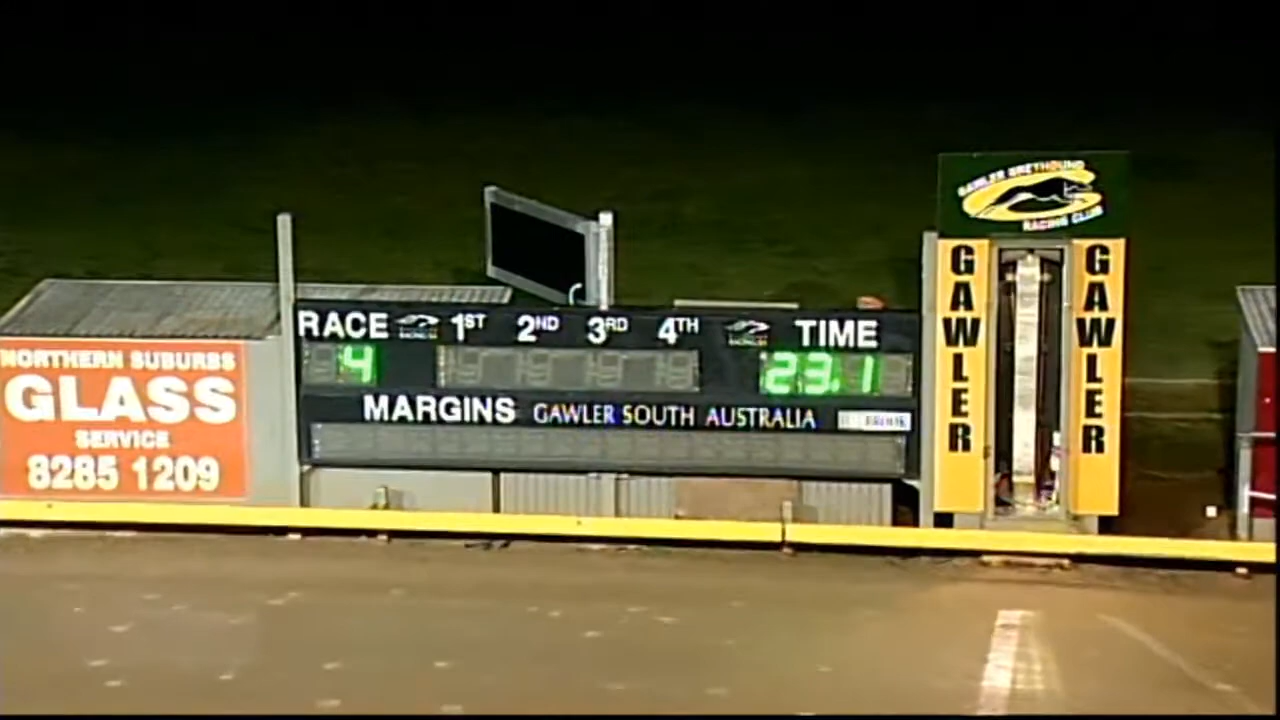 NORTHERN SUBURBS
GLASS
SERVICE
8285 1209
RACE 1ST 2ND 3RD 4TH TIME
4 23.1
MARGINS GAWLER SOUTH AUSTRALIA
GAWLER GREYHOUND
RACING CLUB
GAWLER
GAWLER